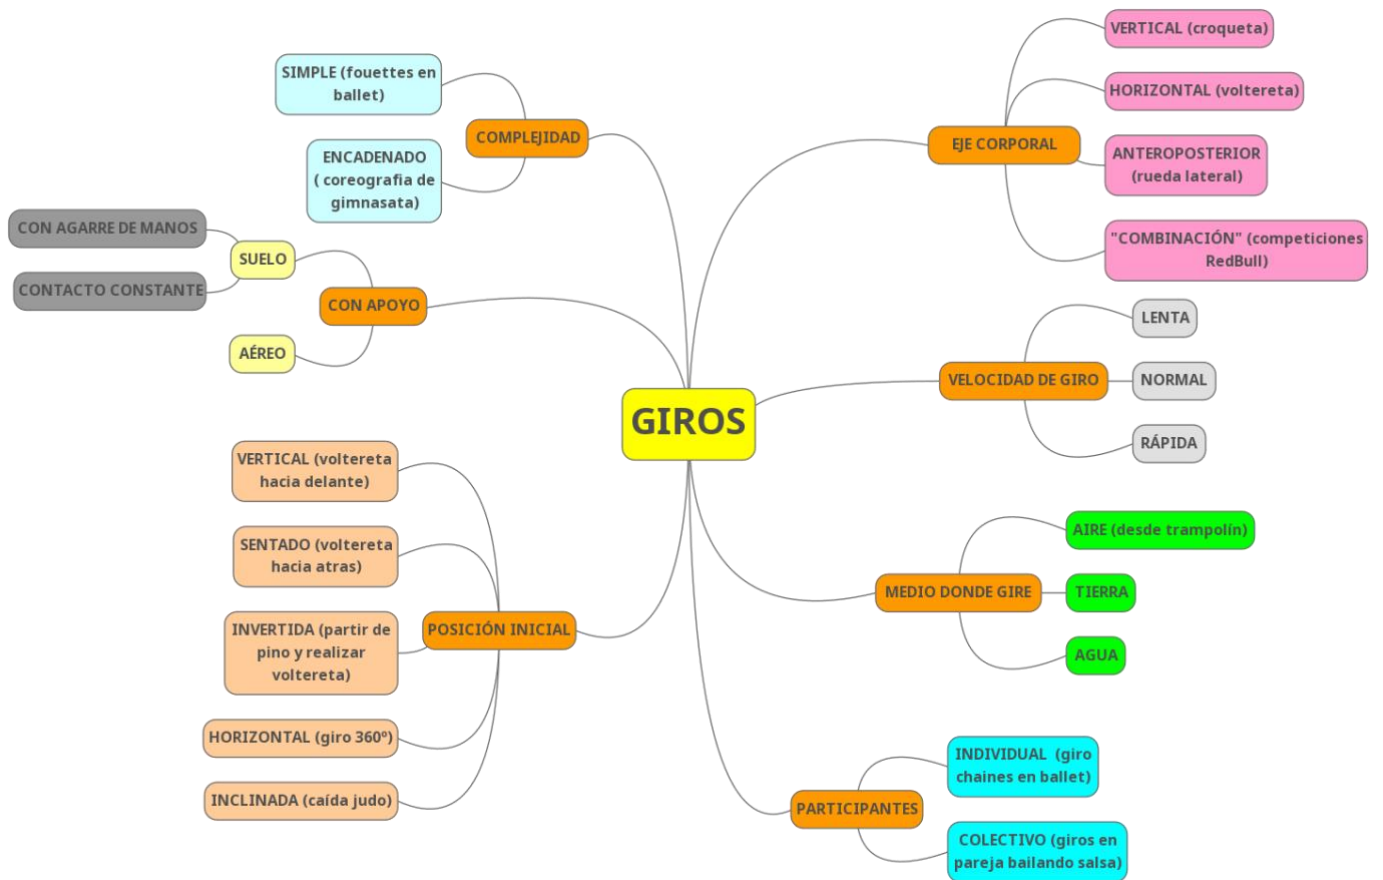 GIROS
COMPLEJIDAD
SIMPLE (fouettes en
ballet)
ENCADENADO
( coreografia de
gimnasata)
CON APOYO
SUELO
CON AGARRE DE MANOS
CONTACTO CONSTANTE
AÉREO
POSICIÓN INICIAL
VERTICAL (voltereta
hacia delante)
SENTADO (voltereta
hacia atras)
INVERTIDA (partir de
pino y realizar
voltereta)
HORIZONTAL (giro 360º)
INCLINADA (caída judo)
EJE CORPORAL
VERTICAL (croqueta)
HORIZONTAL (voltereta)
ANTEROPOSTERIOR
(rueda lateral)
"COMBINACIÓN" (competiciones
RedBull)
VELOCIDAD DE GIRO
LENTA
NORMAL
RÁPIDA
MEDIO DONDE GIRE
AIRE (desde trampolín)
TIERRA
AGUA
PARTICIPANTES
INDIVIDUAL (giro
chaines en ballet)
COLECTIVO (giros en
pareja bailando salsa)